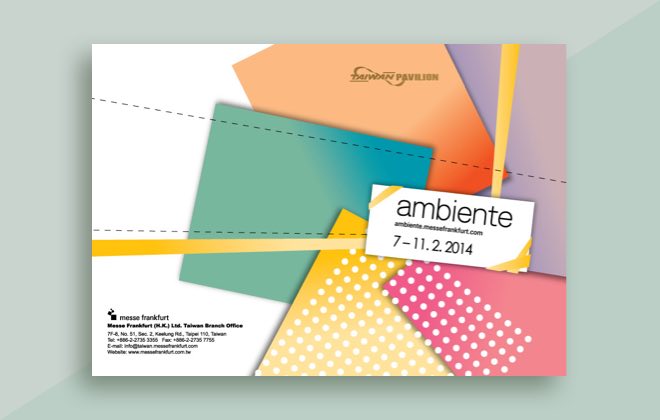 TAIWAN PAVILION
ambiente
ambiente.messefrankfurt.com
7 – 11. 2. 2014
messe frankfurt
Messe Frankfurt (H.K.) Ltd. Taiwan Branch Office
7F-8, No. 51, Sec. 2, Keelung Rd., Taipei 110, Taiwan
Tel: +886-2-2735 3355 Fax: +886-2-2735 7755
E-mail: info@taiwan.messefrankfurt.com
Website: www.messefrankfurt.com.tw